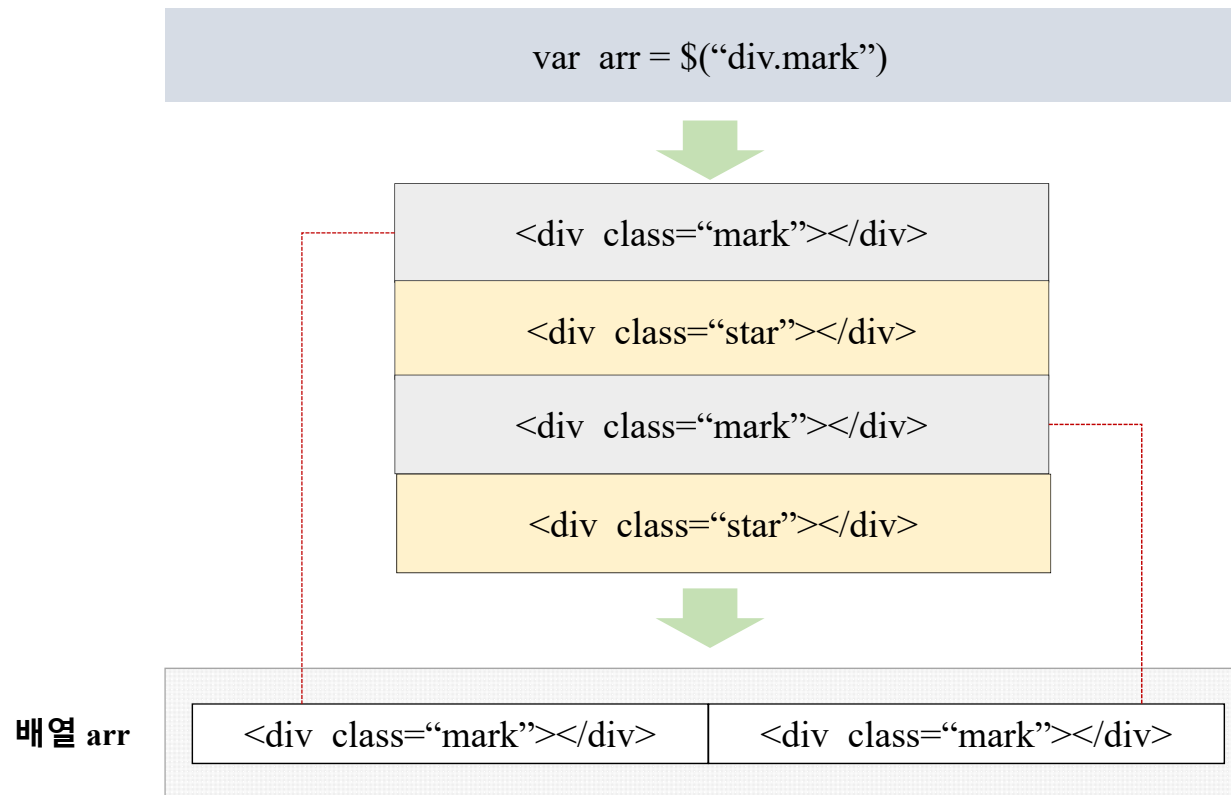 var arr = $(“div.mark”)
<div class=“mark”></div>
<div class=“star”></div>
<div class=“mark”></div>
<div class=“star”></div>
배열 arr
<div class=“mark”></div>
<div class=“mark”></div>